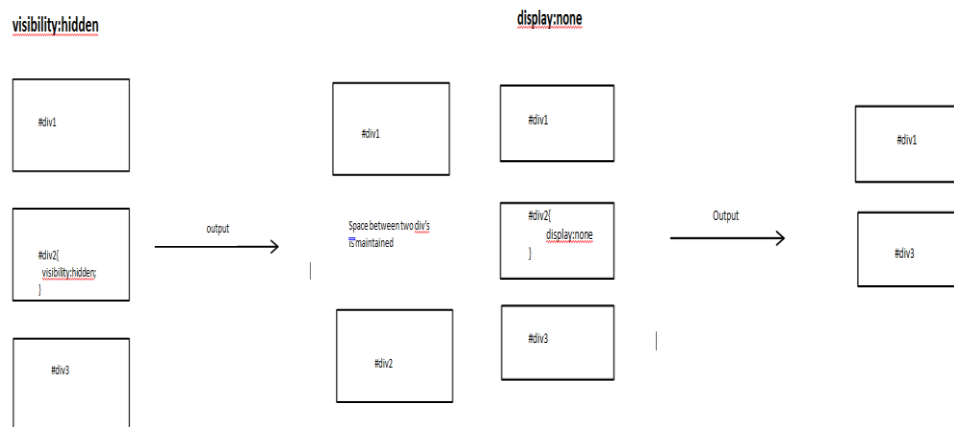 visibility:hidden
#div1
#div2{
visibility:hidden;
}
#div3
output
#div1
Space between two div's
is maintained
#div2
display:none
#div1
#div2{
display:none
}
#div3
Output
#div1
#div3